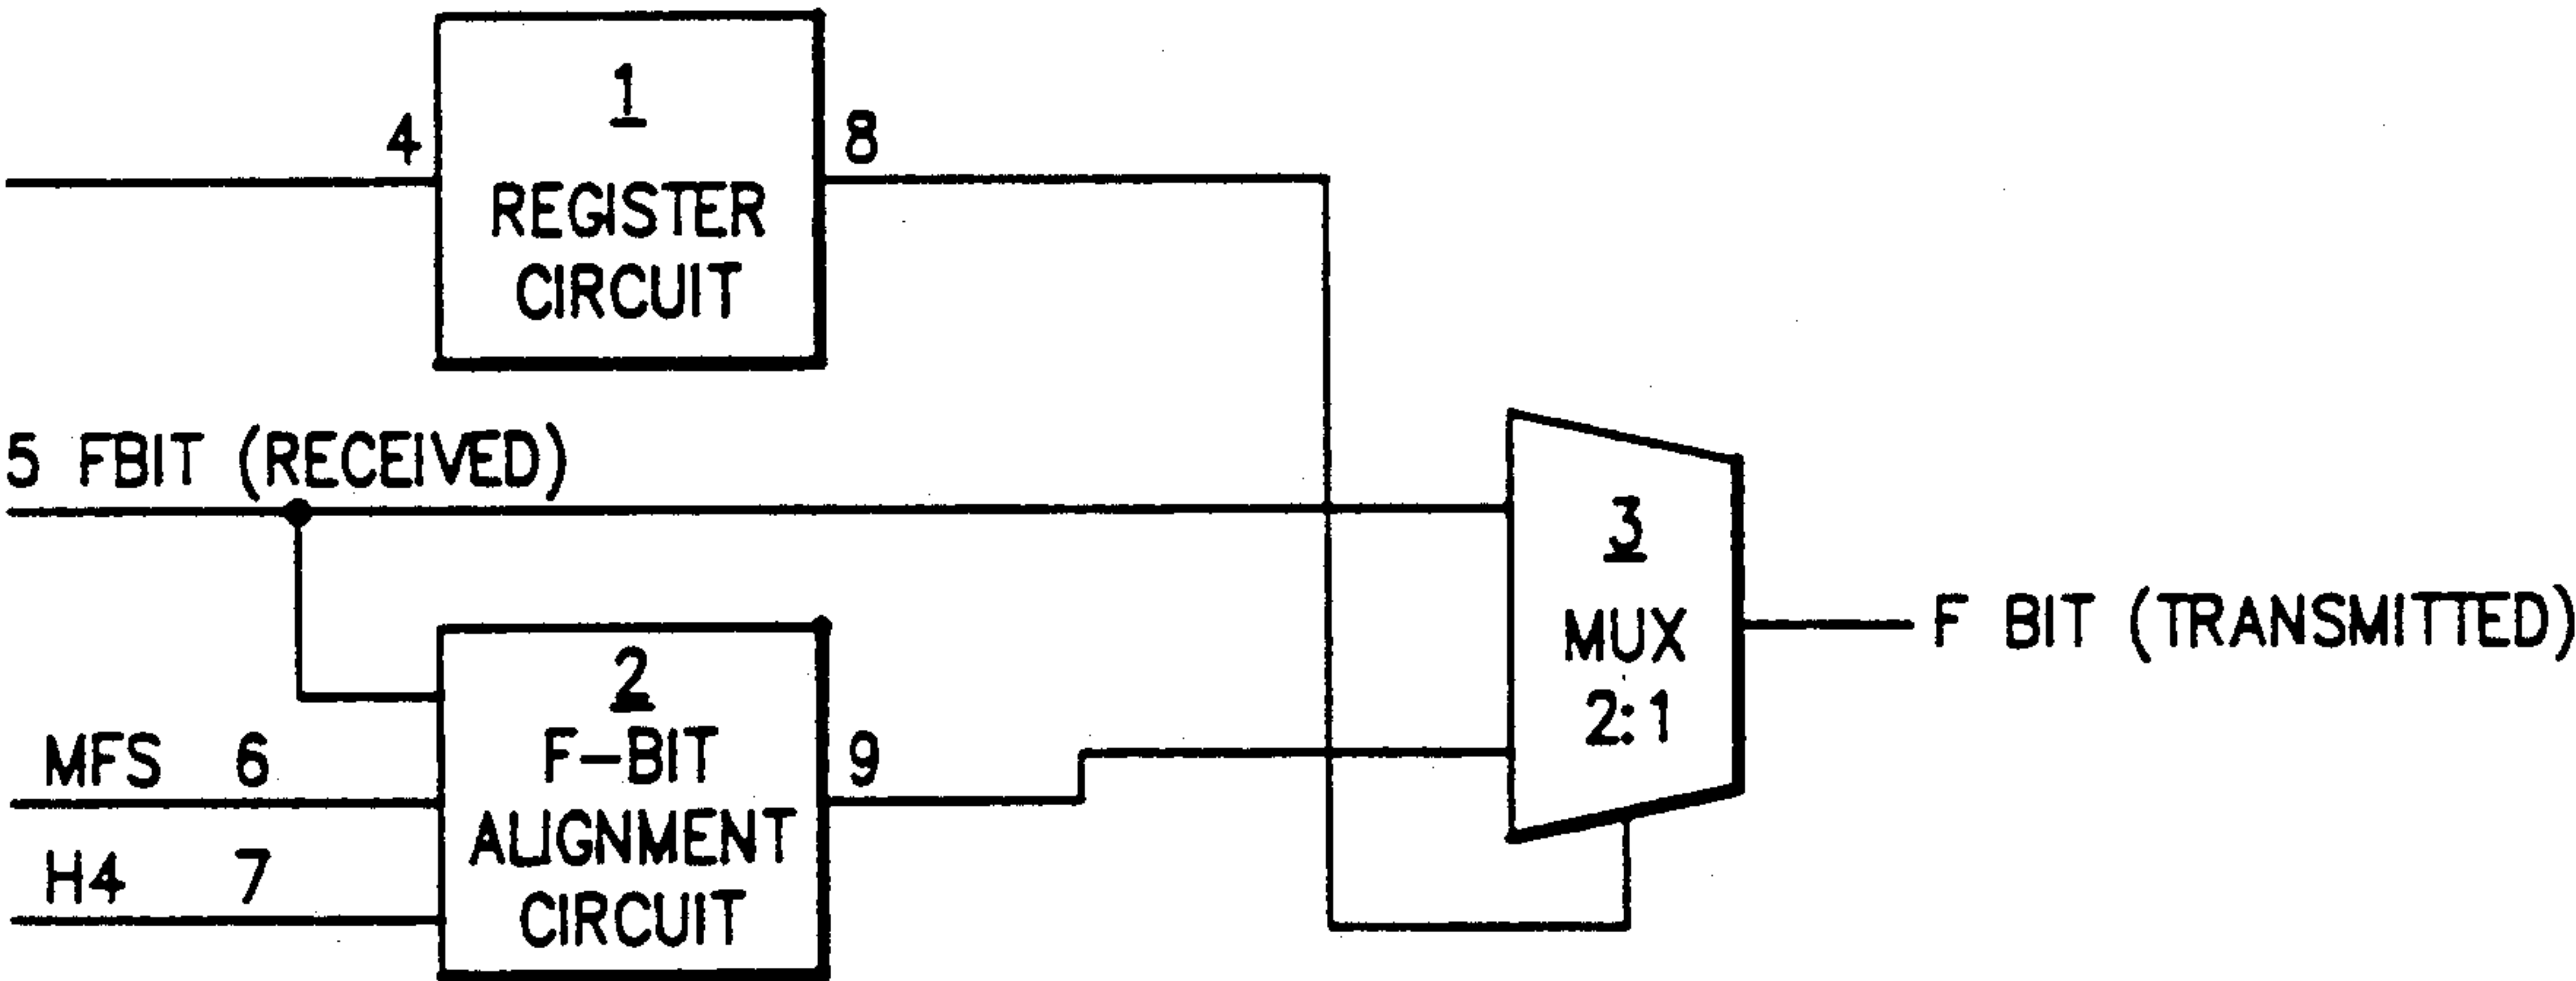 1
4
8
REGISTER
CIRCUIT
5 FBIT (RECEIVED)
3
MUX
2:1
F BIT (TRANSMITTED)
2
MFS 6
F-BIT
9
ALIGNMENT
H4 7
CIRCUIT